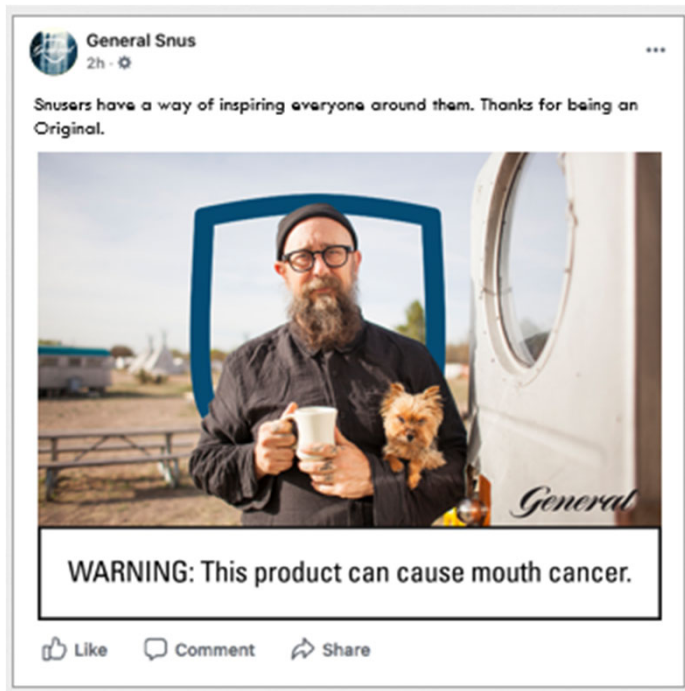 General Snus
2h ·
Snusers have a way of inspiring everyone around them. Thanks for being an
Original.
General
WARNING: This product can cause mouth cancer.
Like Comment Share